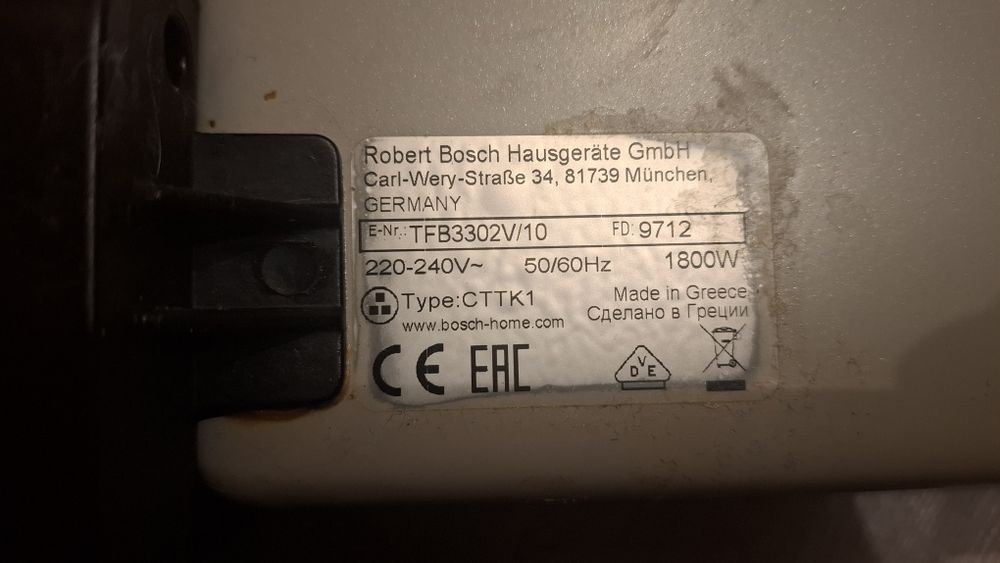 Robert Bosch Hausgeräte GmbH
Carl-Wery-Straße 34, 81739 München,
GERMANY
E-Nr.: TFB3302V/10 FD: 9712
220-240V~ 50/60Hz 1800W
Type:CTTK1
Made in Greece
www.bosch-home.com
Сделано в Греции
CE EAC
DVE